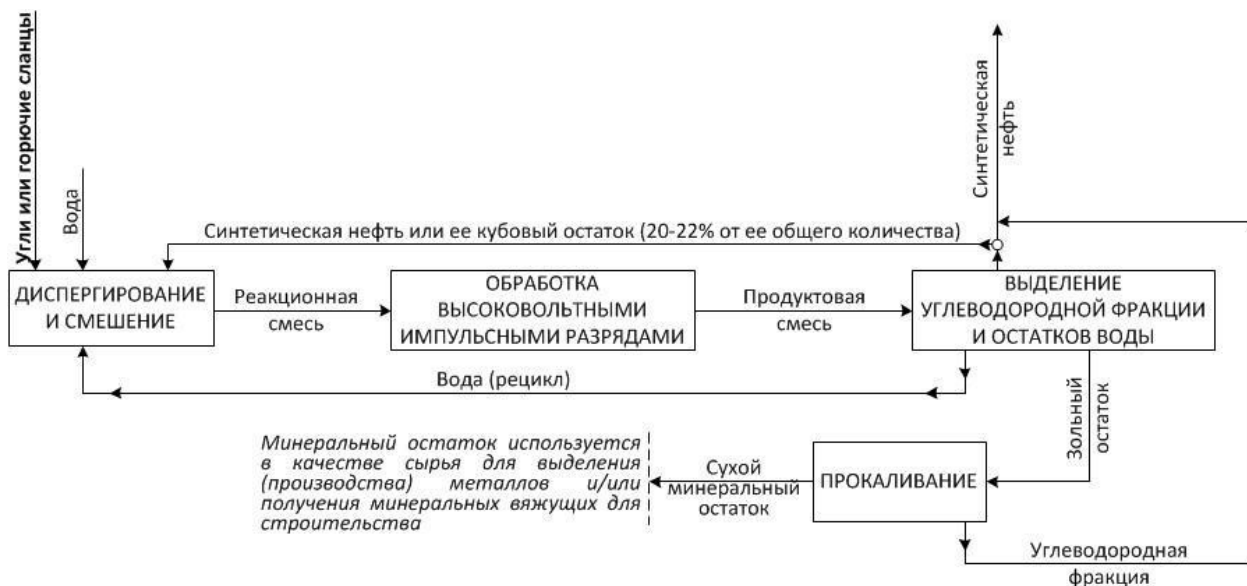 Угли или горючие сланцы
Вода
Синтетическая
нефть
Синтетическая нефть или ее кубовый остаток (20-22% от ее общего количества)
ДИСПЕРГИРОВАНИЕ
И СМЕШЕНИЕ
Реакционная
смесь
ОБРАБОТКА
ВЫСОКОВОЛЬТНЫМИ
ИМПУЛЬСНЫМИ РАЗРЯДАМИ
Продуктовая
смесь
ВЫДЕЛЕНИЕ
УГЛЕВОДОРОДНОЙ ФРАКЦИИ
И ОСТАТКОВ ВОДЫ
Вода (рецикл)
Зольный
остаток
Минеральный остаток используется
в качестве сырья для выделения
(производства) металлов и/или
получения минеральных вяжущих для
строительства
Сухой
минеральный
остаток
ПРОКАЛИВАНИЕ
Углеводородная
фракция